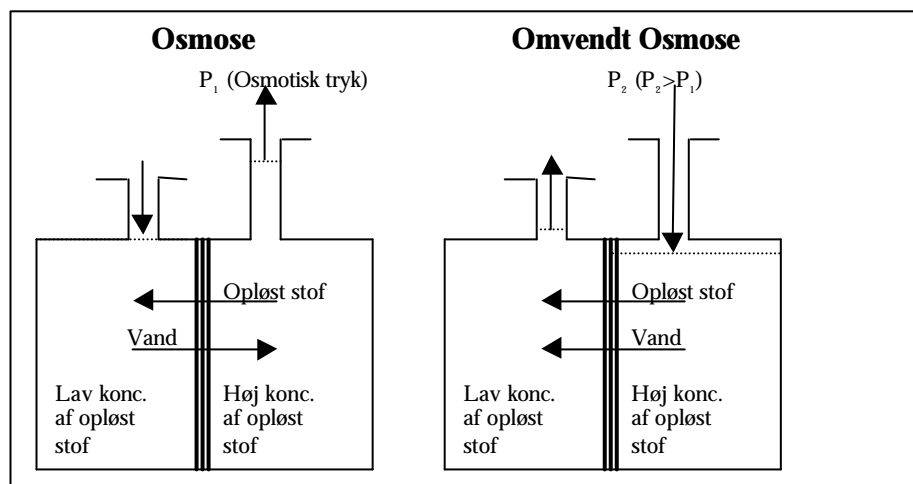 Osmose
P₁ (Osmotisk tryk)
Opløst stof
Vand
Lav konc.
af opløst
stof
Høj konc.
af opløst
stof
Omvendt Osmose
P₂ (P₂>P₁)
Opløst stof
Vand
Lav konc.
af opløst
stof
Høj konc.
af opløst
stof